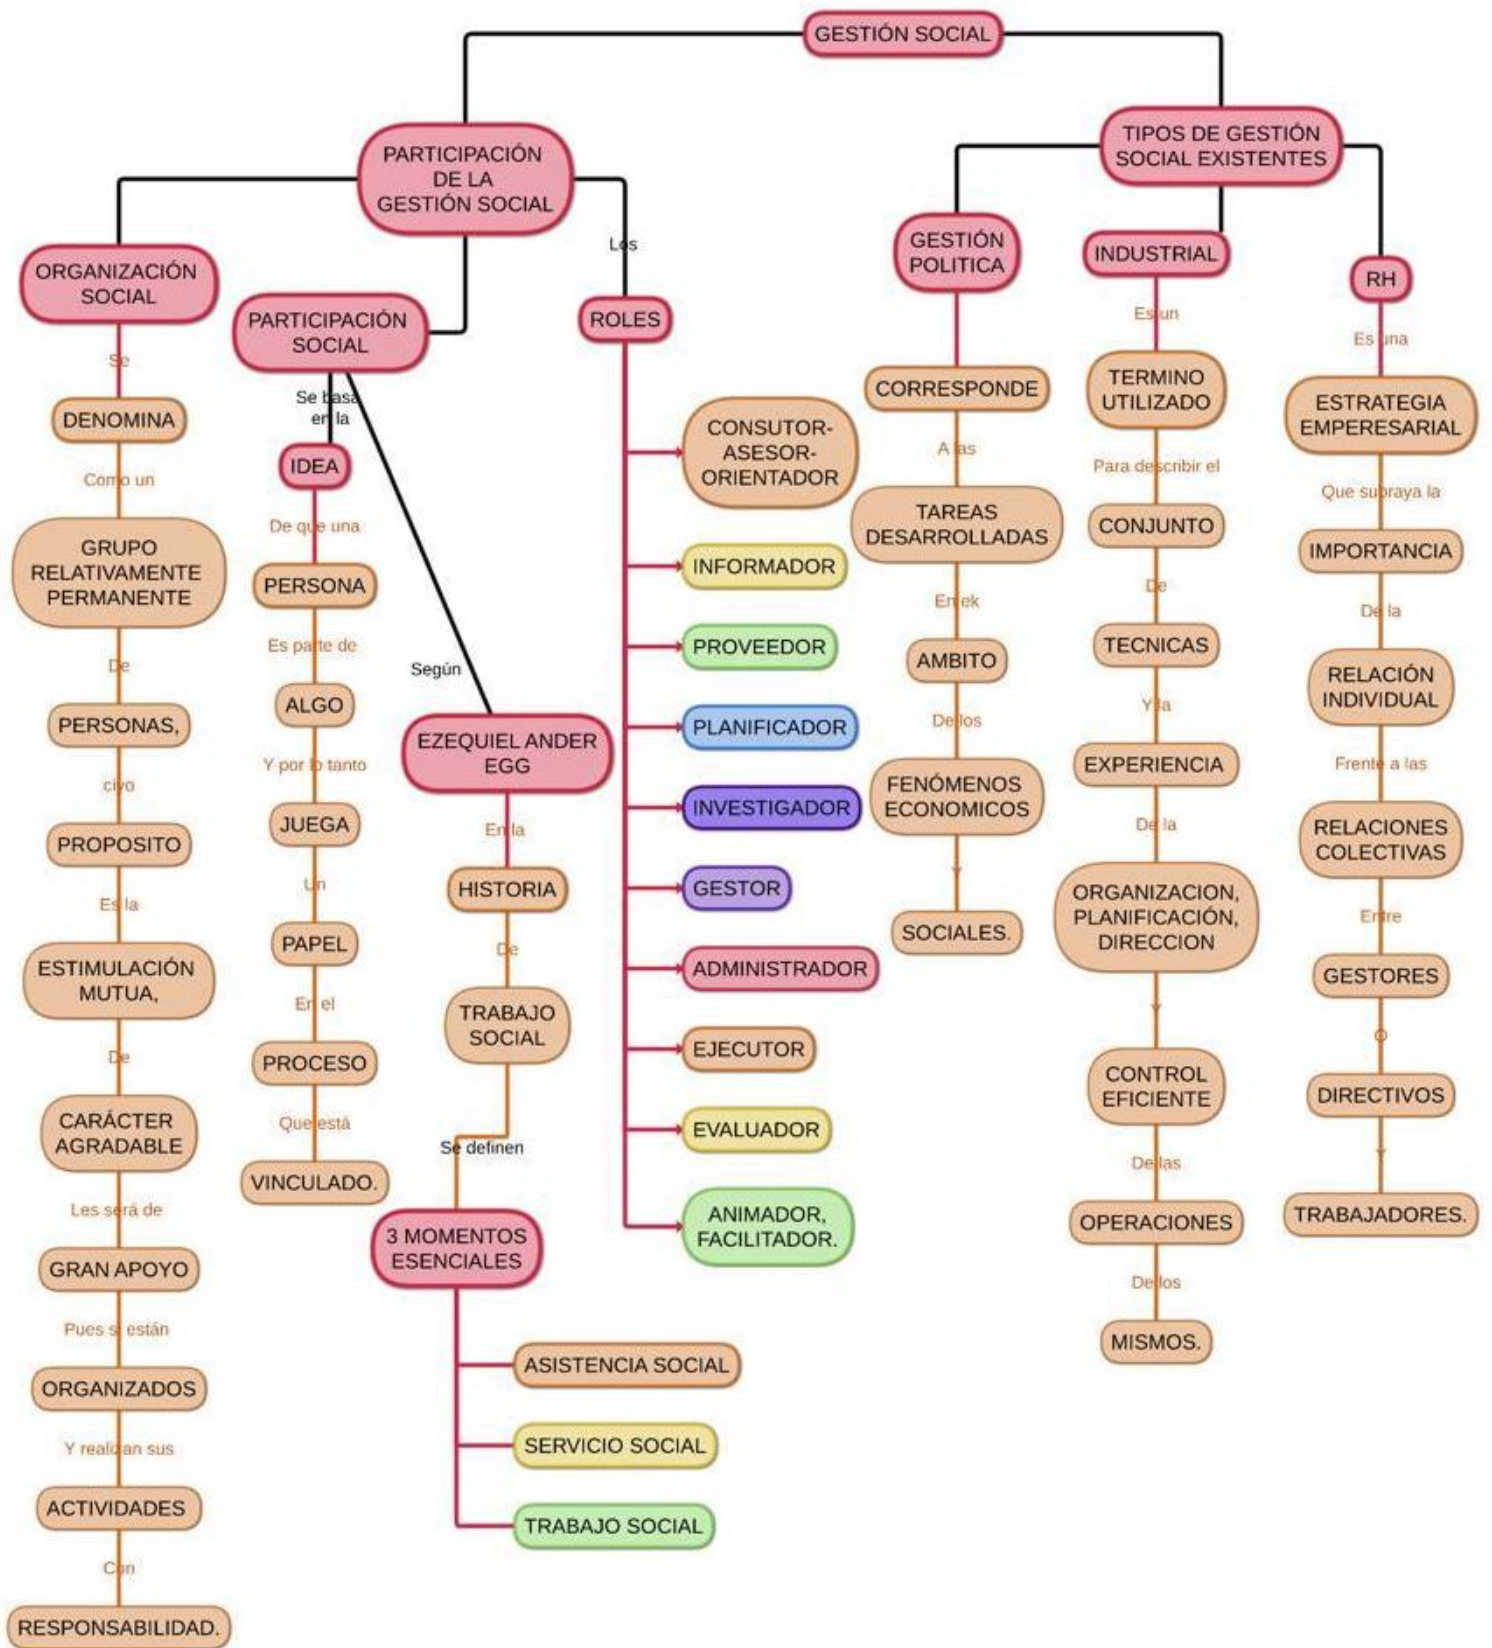 GESTIÓN SOCIAL
PARTICIPACIÓN
DE LA
GESTIÓN SOCIAL
ORGANIZACIÓN
SOCIAL
Se
DENOMINA
Como un
GRUPO
RELATIVAMENTE
PERMANENTE
De
PERSONAS,
ciyo
PROPOSITO
Es la
ESTIMULACIÓN
MUTUA,
De
CARÁCTER
AGRADABLE
Les será de
GRAN APOYO
Pues si están
ORGANIZADOS
Y realizan sus
ACTIVIDADES
Con
RESPONSABILIDAD.
PARTICIPACIÓN
SOCIAL
Se basa
en la
IDEA
De que una
PERSONA
Es parte de
ALGO
Y por lo tanto
JUEGA
Un
PAPEL
En el
PROCESO
Que está
VINCULADO.
Según
EZEQUIEL ANDER
EGG
En la
HISTORIA
De
TRABAJO
SOCIAL
Se definen
3 MOMENTOS
ESENCIALES
ASISTENCIA SOCIAL
SERVICIO SOCIAL
TRABAJO SOCIAL
Los
ROLES
CONSUTOR-
ASESOR-
ORIENTADOR
INFORMADOR
PROVEEDOR
PLANIFICADOR
INVESTIGADOR
GESTOR
ADMINISTRADOR
EJECUTOR
EVALUADOR
ANIMADOR,
FACILITADOR.
TIPOS DE GESTIÓN
SOCIAL EXISTENTES
GESTIÓN
POLITICA
CORRESPONDE
A las
TAREAS
DESARROLLADAS
En ek
AMBITO
De los
FENÓMENOS
ECONOMICOS
Y
SOCIALES.
INDUSTRIAL
Es un
TERMINO
UTILIZADO
Para describir el
CONJUNTO
De
TECNICAS
Y la
EXPERIENCIA
De la
ORGANIZACION,
PLANIFICACIÓN,
DIRECCION
Y
CONTROL
EFICIENTE
De las
OPERACIONES
De los
MISMOS.
RH
Es una
ESTRATEGIA
EMPERESARIAL
Que subraya la
IMPORTANCIA
De la
RELACIÓN
INDIVIDUAL
Frente a las
RELACIONES
COLECTIVAS
Entre
GESTORES
O
DIRECTIVOS
Y
TRABAJADORES.